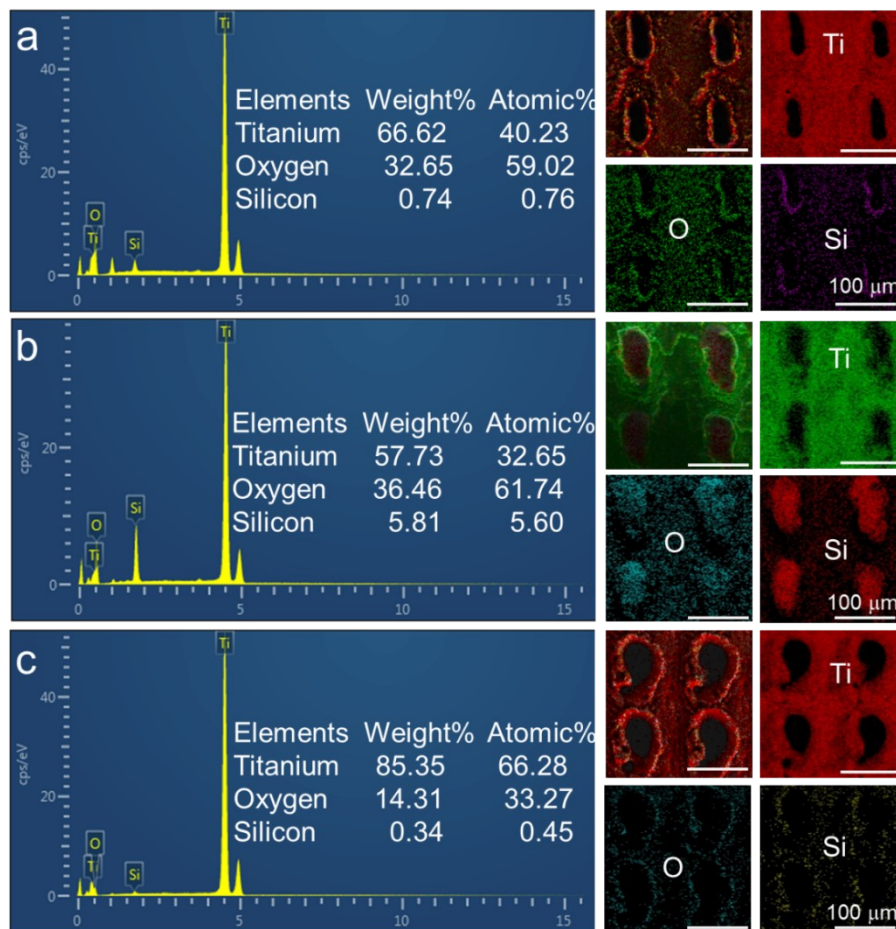 a
Ti
40
20
0
cps/eV
Elements Weight% Atomic%
Titanium 66.62 40.23
Oxygen 32.65 59.02
Silicon 0.74 0.76
O
Ti
Si
0 5 10 15
Ti
O
Si
100 μm
b
Ti
20
0
cps/eV
Elements Weight% Atomic%
Titanium 57.73 32.65
Oxygen 36.46 61.74
Silicon 5.81 5.60
O
Ti
Si
0 5 10 15
Ti
O
Si
100 μm
c
Ti
40
20
0
cps/eV
Elements Weight% Atomic%
Titanium 85.35 66.28
Oxygen 14.31 33.27
Silicon 0.34 0.45
O
Ti
Si
0 5 10 15
Ti
O
Si
100 μm